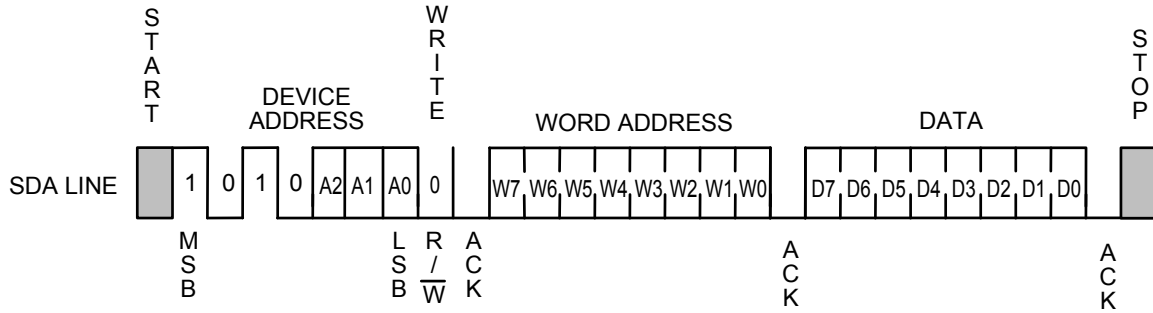 START
WRITE
STOP
DEVICE
ADDRESS
WORD ADDRESS
DATA
SDA LINE 1 0 1 0 A2 A1 A0 0 W7 W6 W5 W4 W3 W2 W1 W0 D7 D6 D5 D4 D3 D2 D1 D0
MSB
LSB
R/W
ACK
ACK
ACK